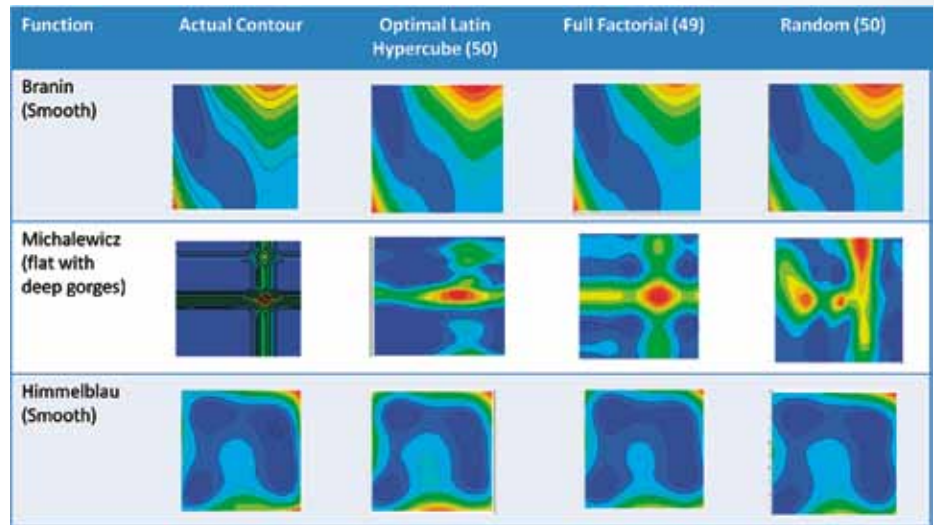 Function
Actual Contour
Optimal Latin
Hypercube (50)
Full Factorial (49)
Random (50)
Branin
(Smooth)
Michalewicz
(flat with
deep gorges)
Himmelblau
(Smooth)